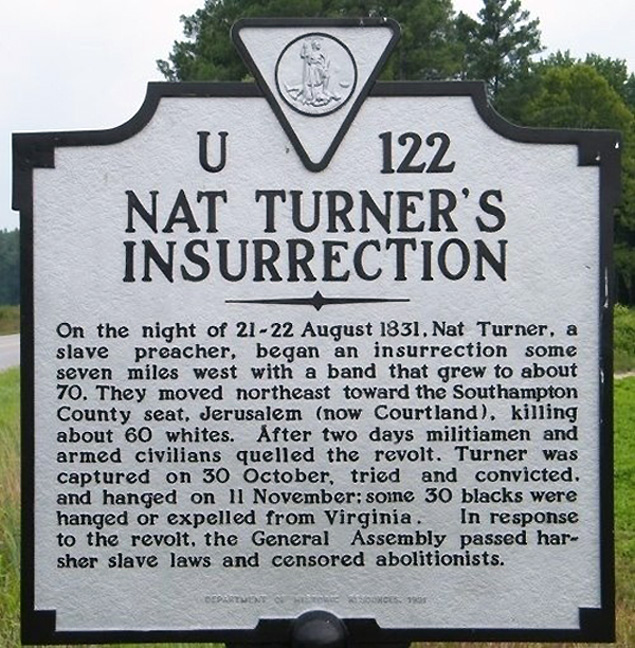 U 122
NAT TURNER'S
INSURRECTION
On the night of 21-22 August 1831, Nat Turner, a
slave preacher, began an insurrection some
seven miles west with a band that grew to about
70. They moved northeast toward the Southampton
County seat, Jerusalem (now Courtland), killing
about 60 whites. After two days militiamen and
armed civilians quelled the revolt. Turner was
captured on 30 October, tried and convicted,
and hanged on 11 November; some 30 blacks were
hanged or expelled from Virginia. In response
to the revolt, the General Assembly passed har-
sher slave laws and censored abolitionists.
DEPARTMENT OF HISTORIC RESOURCES,